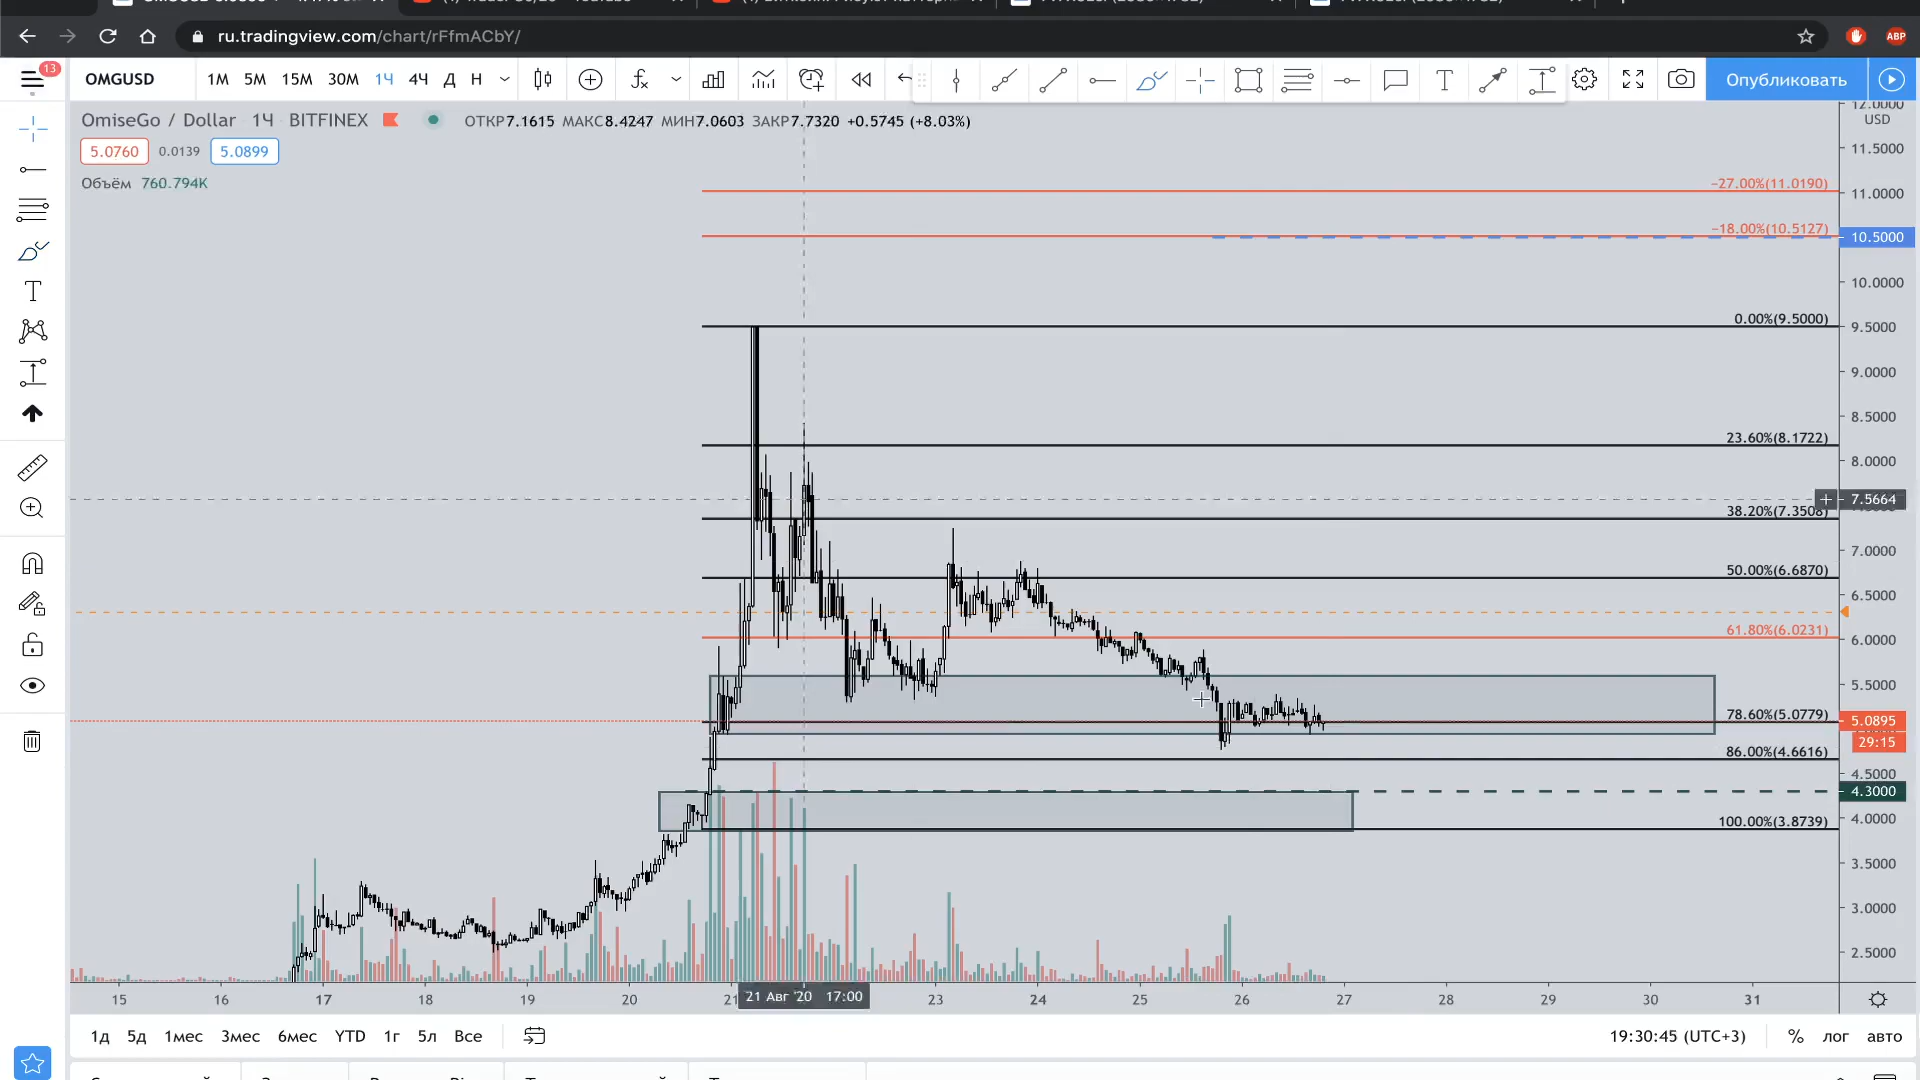 ru.tradingview.com/chart/rFfmACbY/
ABP
13
OMGUSD
1М 5М 15М 30М 1Ч 4Ч Д Н
Опубликовать
OmiseGo / Dollar 1Ч BITFINEX
ОТКР7.1615 МАКС8.4247 МИН7.0603 ЗАКР7.7320 +0.5745 (+8.03%)
5.0760 0.0139 5.0899
Объём 760.794K
12.0000
USD
11.5000
−27.00%(11.0190)
11.0000
−18.00%(10.5127)
10.5000
10.0000
0.00%(9.5000)
9.5000
9.0000
8.5000
23.60%(8.1722)
8.0000
7.5664
38.20%(7.3508)
7.0000
50.00%(6.6870)
6.5000
61.80%(6.0231)
6.0000
5.5000
78.60%(5.0779)
5.0895
29:15
86.00%(4.6616)
4.5000
4.3000
100.00%(3.8739)
4.0000
3.5000
3.0000
2.5000
15 16 17 18 19 20 21 23 24 25 26 27 28 29 30 31
21 Авг '20 17:00
1д 5д 1мес 3мес 6мес YTD 1г 5л Все
19:30:45 (UTC+3) % лог авто